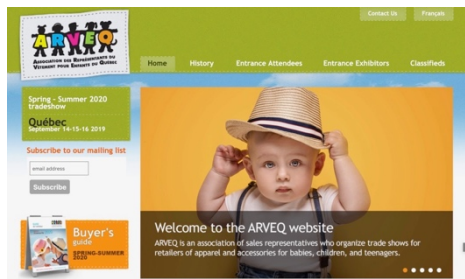 Contact Us
Français
ARVEQ
Association des Représentants du
Vêtement pour Enfants du Québec
Home
History
Entrance Attendees
Entrance Exhibitors
Classifieds
Spring - Summer 2020
tradeshow
Québec
September 14-15-16 2019
Subscribe to our mailing list
email address
Subscribe
Buyer's
guide
SPRING-SUMMER
2020
Welcome to the ARVEQ website
ARVEQ is an association of sales representatives who organize trade shows for
retailers of apparel and accessories for babies, children, and teenagers.